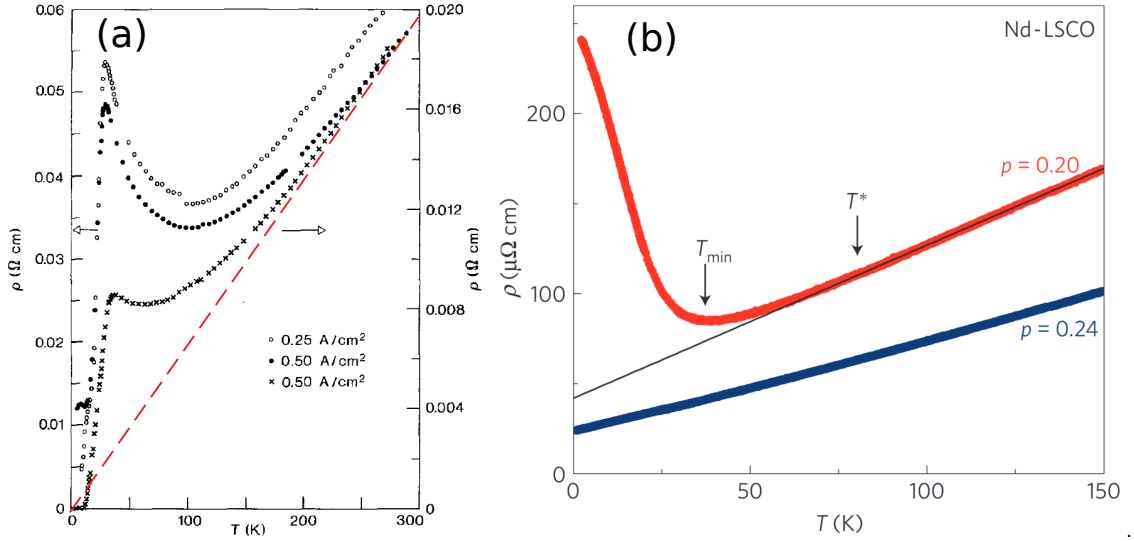 (a)
0.06
0.05
0.04
0.03
0.02
0.01
0
ρ (Ω cm)
0.020
0.016
0.012
0.008
0.004
0
ρ (Ω cm)
○ 0.25 A/cm²
● 0.50 A/cm²
× 0.50 A/cm²
0 100 200 300
T (K)
(b)
Nd-LSCO
200
100
0
ρ (μΩ cm)
p = 0.20
T*
Tmin
p = 0.24
0 50 100 150
T (K)
.